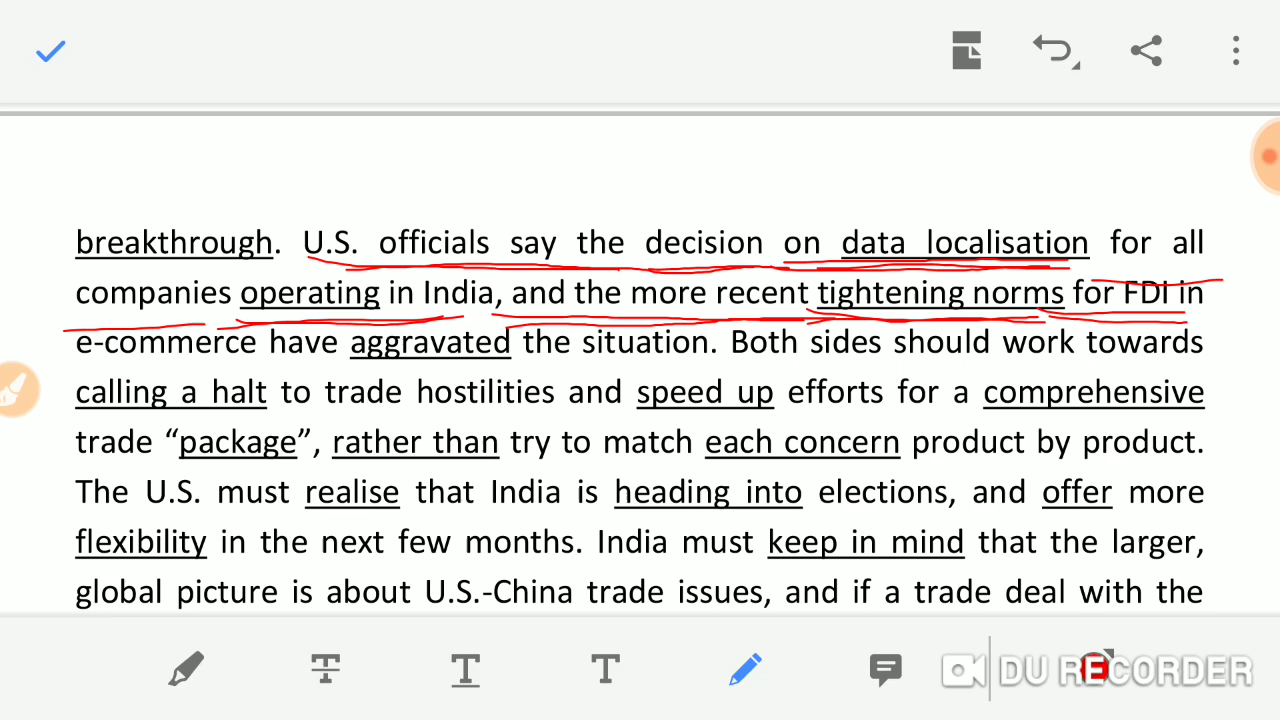 breakthrough. U.S. officials say the decision on data localisation for all
companies operating in India, and the more recent tightening norms for FDI in
e-commerce have aggravated the situation. Both sides should work towards
calling a halt to trade hostilities and speed up efforts for a comprehensive
trade “package”, rather than try to match each concern product by product.
The U.S. must realise that India is heading into elections, and offer more
flexibility in the next few months. India must keep in mind that the larger,
global picture is about U.S.-China trade issues, and if a trade deal with the
T T T DU RECORDER